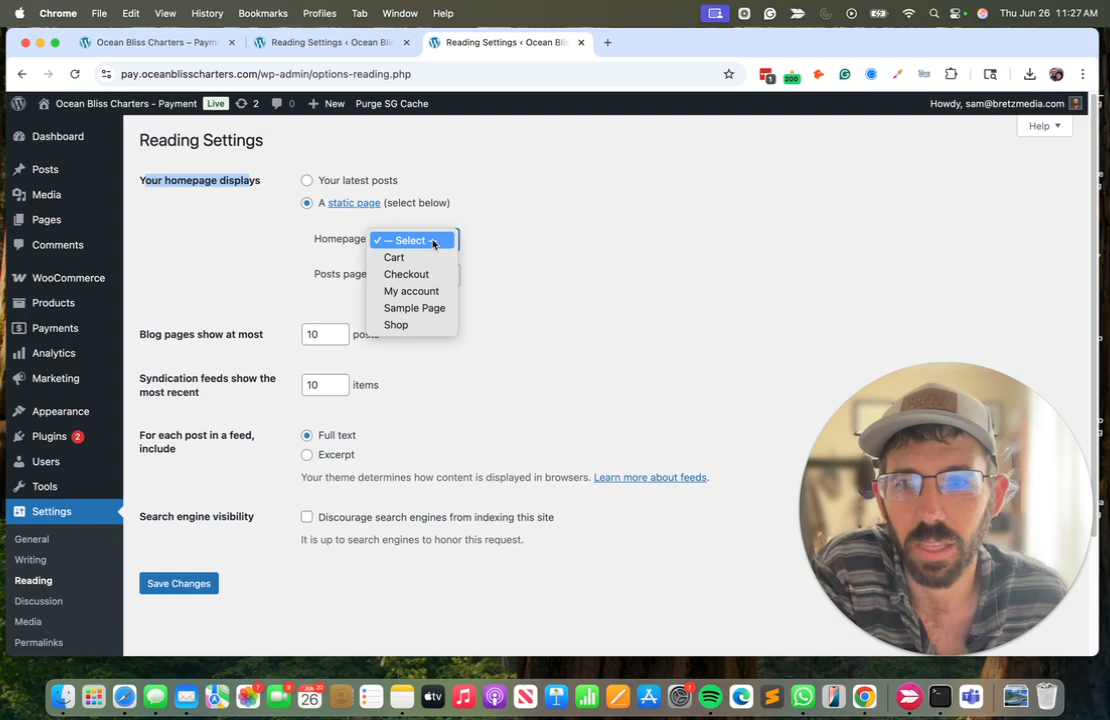 Chrome File Edit View History Bookmarks Profiles Tab Window Help Thu Jun 26 11:27 AM
Ocean Bliss Charters – Payme
Reading Settings ‹ Ocean Bli
Reading Settings ‹ Ocean Bli
pay.oceanblisscharters.com/wp-admin/options-reading.php
1
200
Ocean Bliss Charters - Payment Live 2 0 New Purge SG Cache Howdy, sam@bretzmedia.com
Help
Dashboard
Posts
Media
Pages
Comments
WooCommerce
Products
Payments
Analytics
Marketing
Appearance
Plugins 2
Users
Tools
Settings
General
Writing
Reading
Discussion
Media
Permalinks
Reading Settings
Your homepage displays
Your latest posts
A static page (select below)
Homepage
✓ — Select —
Cart
Checkout
My account
Sample Page
Shop
Posts page
Blog pages show at most 10 posts
Syndication feeds show the
most recent
10 items
For each post in a feed,
include
Full text
Excerpt
Your theme determines how content is displayed in browsers. Learn more about feeds.
Search engine visibility
Discourage search engines from indexing this site
It is up to search engines to honor this request.
Save Changes
JUN
26
tv